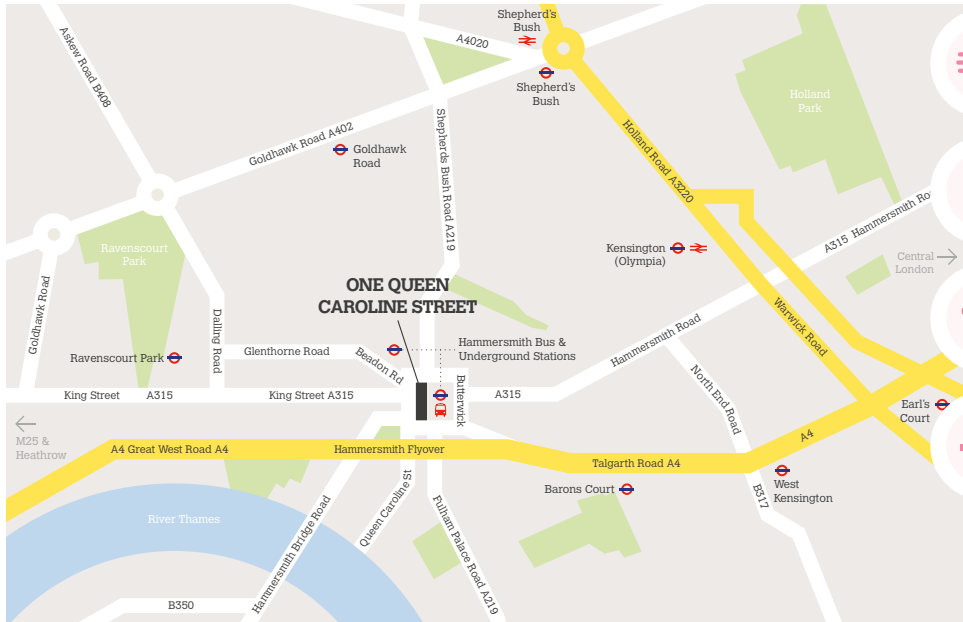 Shepherd's
Bush
A4020
Askew Road B408
Shepherd's
Bush
Holland
Park
Goldhawk Road A402
Goldhawk
Road
Shepherds Bush Road A219
Holland Road A3220
A315 Hammersmith Ro
Ravenscourt
Park
Kensington
(Olympia)
Central
London
Goldhawk Road
ONE QUEEN
CAROLINE STREET
Dalling Road
Warwick Road
Hammersmith Road
Hammersmith Bus &
Underground Stations
Glenthorne Road
Beadon Rd
Ravenscourt Park
Butterwick
North End Road
King Street A315
King Street A315
A315
Earl's
Court
M25 &
Heathrow
A4 Great West Road A4
Hammersmith Flyover
A4
Talgarth Road A4
West
Kensington
Barons Court
B317
River Thames
Queen Caroline St
Hammersmith Bridge Road
Fulham Palace Road A219
B350